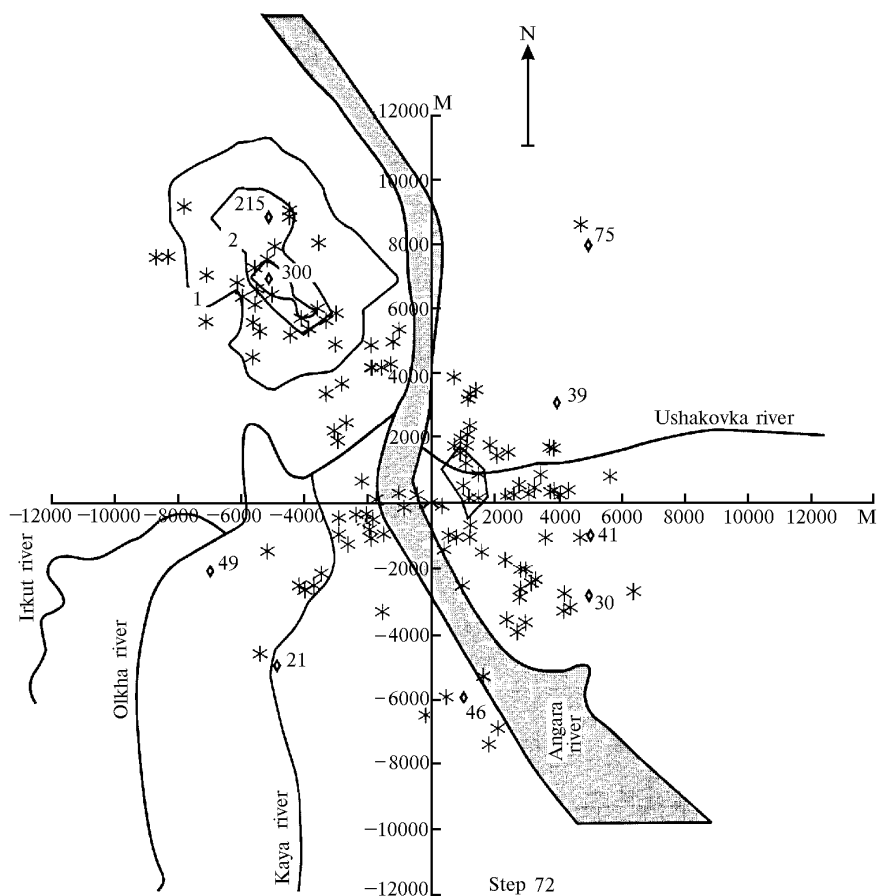 N
M
12000
10000
8000
6000
4000
2000
215
2
300
1
75
39
Ushakovka river
−12000 −10000 −8000 −6000 −4000 2000 4000 6000 8000 10000 12000 M
49
41
30
21
46
Irkut river
Olkha river
Kaya river
Angara
river
−2000
−4000
−6000
−8000
−10000
−12000
Step 72